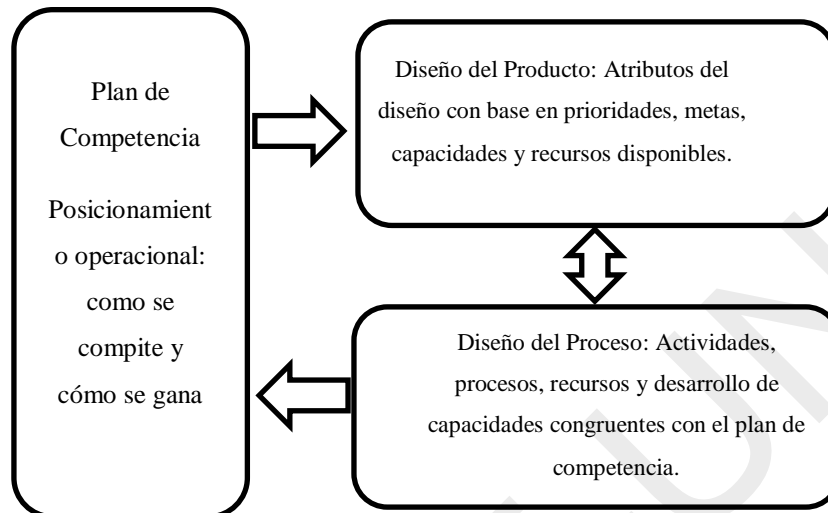 Plan de
Competencia
Posicionamient
o operacional:
como se
compite y
cómo se gana
Diseño del Producto: Atributos del
diseño con base en prioridades, metas,
capacidades y recursos disponibles.
Diseño del Proceso: Actividades,
procesos, recursos y desarrollo de
capacidades congruentes con el plan de
competencia.